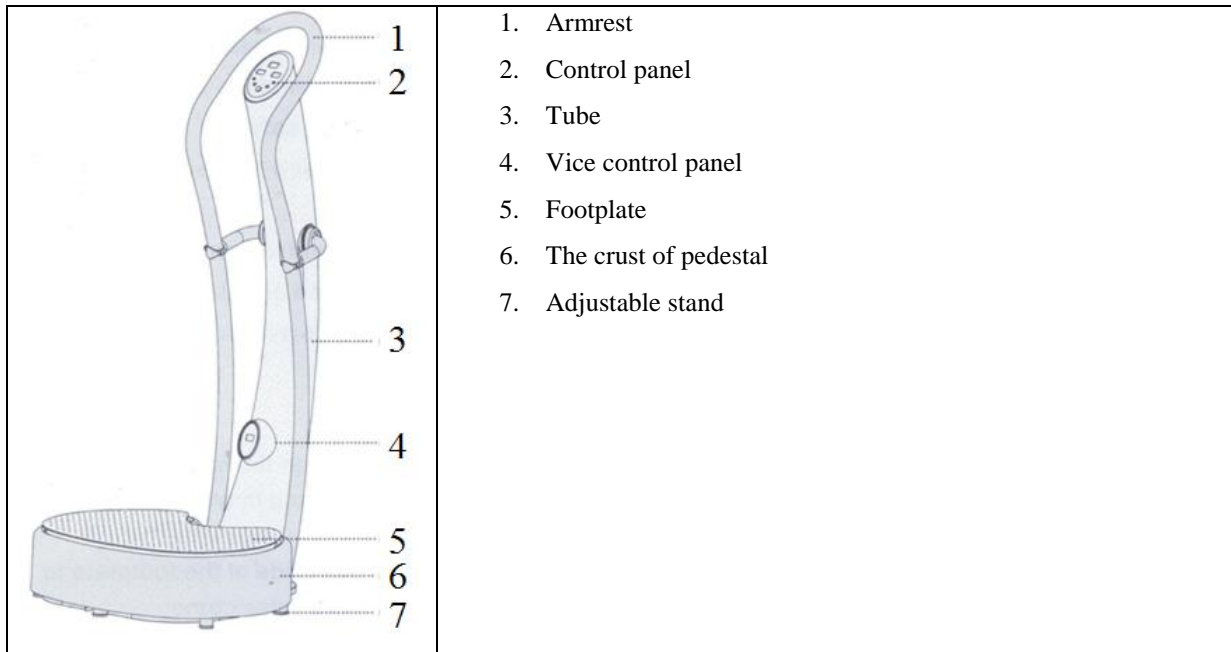 1
2
3
4
5
6
7
1. Armrest
2. Control panel
3. Tube
4. Vice control panel
5. Footplate
6. The crust of pedestal
7. Adjustable stand